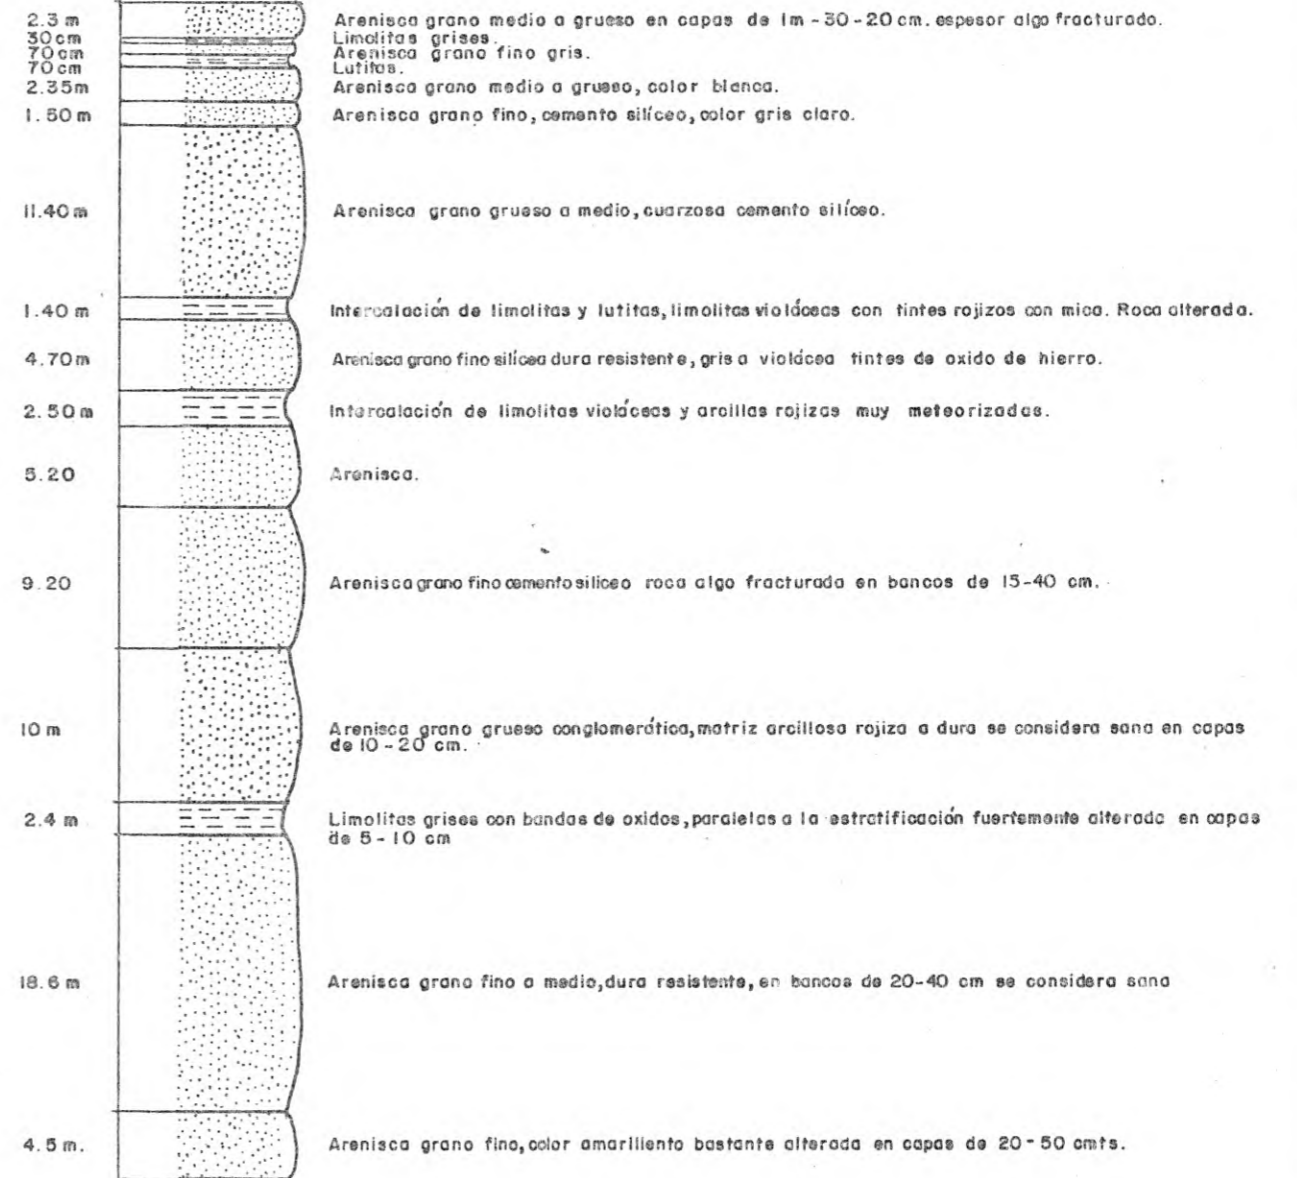 2.3 m Arenisca grano medio a grueso en capas de 1m - 30 - 20 cm. espesor algo fracturado.
30 cm Limolitas grises.
70 cm Arenisca grano fino gris.
70 cm Lutitas.
2.35 m Arenisca grano medio a grueso, color blanca.
1.50 m Arenisca grano fino, cemento silíceo, color gris claro.
11.40 m Arenisca grano grueso a medio, cuarzosa cemento silíceo.
1.40 m Intercalación de limolitas y lutitas, limolitas violáceas con tintes rojizos con mica. Roca alterada.
4.70 m Arenisca grano fino silícea dura resistente, gris a violácea tintes de oxido de hierro.
2.50 m Intercalación de limolitas violáceas y arcillas rojizas muy meteorizadas.
5.20 Arenisca.
9.20 Arenisca grano fino cemento siliceo roca algo fracturada en bancos de 15-40 cm.
10 m Arenisca grano grueso conglomerática, matriz arcillosa rojiza a dura se considera sana en capas
de 10 - 20 cm.
2.4 m Limolitas grises con bandas de oxidos, paralelas a la estratificación fuertemente alterada en capas
de 5 - 10 cm
18.6 m Arenisca grano fino a medio, dura resistente, en bancos de 20-40 cm se considera sana
4.5 m. Arenisca grano fino, color amarillento bastante alterada en capas de 20 - 50 cmts.